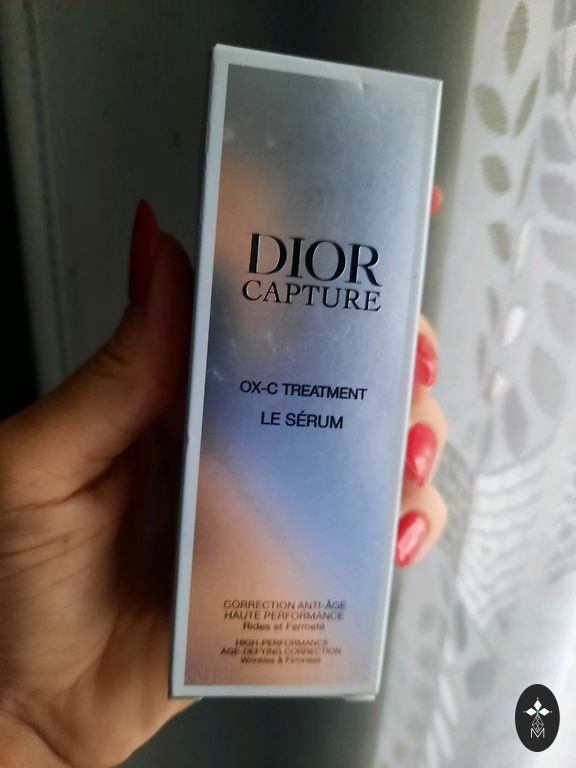 DIOR
CAPTURE
OX-C TREATMENT
LE SÉRUM
CORRECTION ANTI-ÂGE
HAUTE PERFORMANCE
Rides et Fermeté
HIGH-PERFORMANCE
AGE-DEFYING CORRECTION
Wrinkles & Firmness